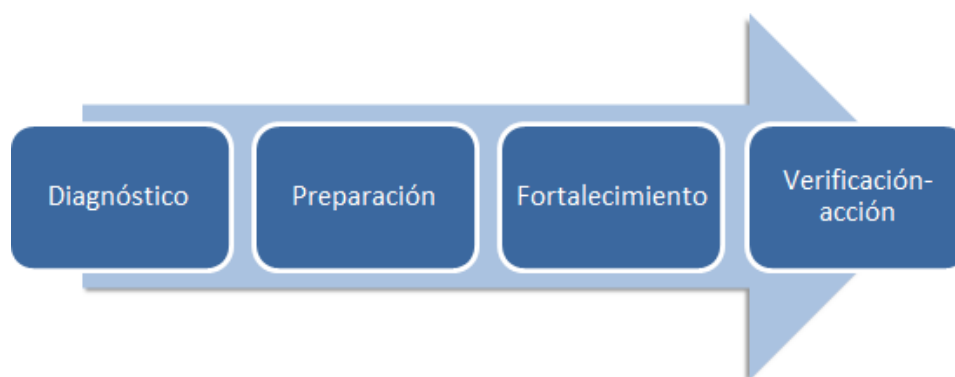 Diagnóstico
Preparación
Fortalecimiento
Verificación-
acción